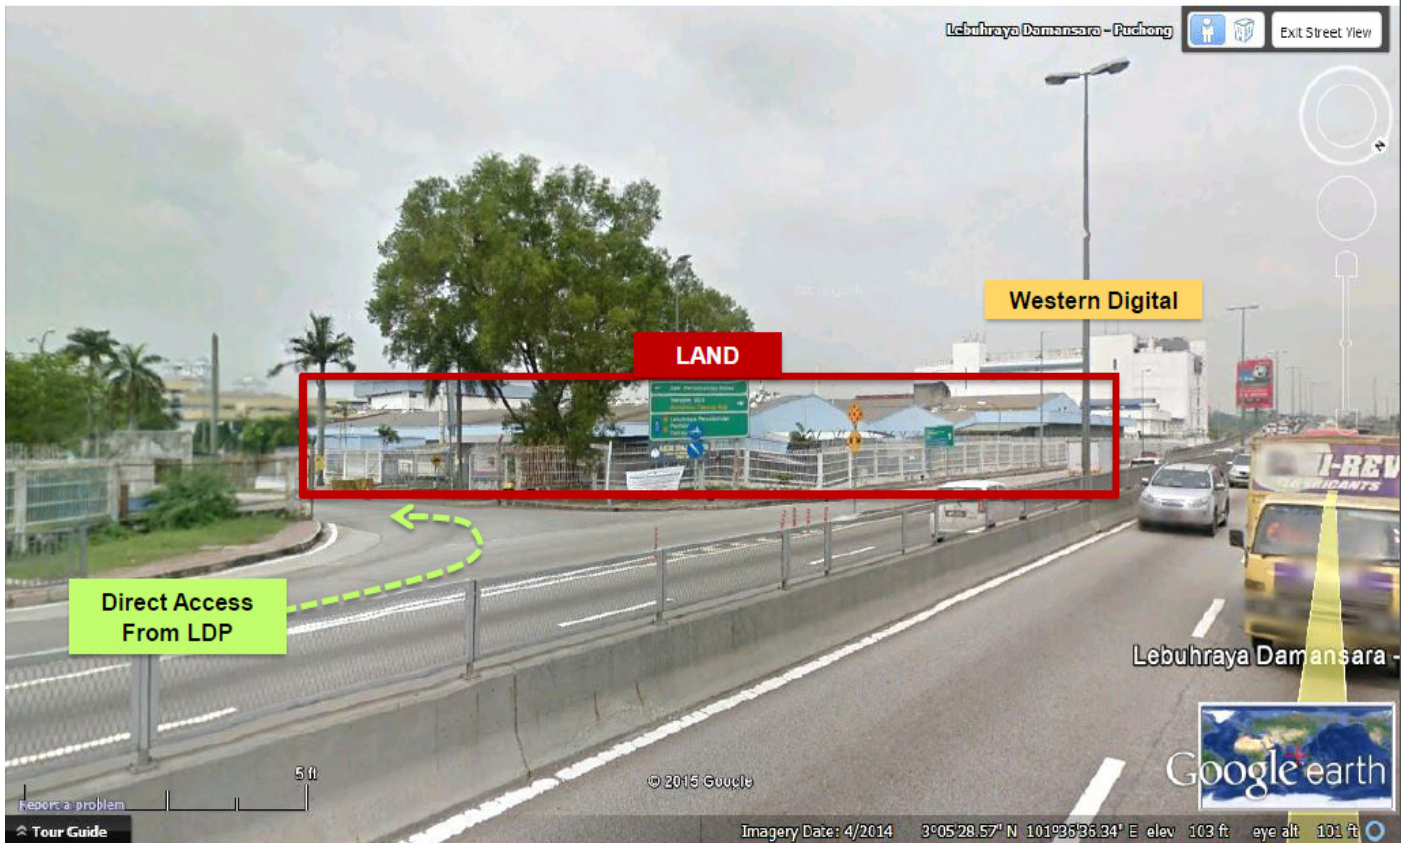 Lebuhraya Damansara - Puchong
Exit Street View
N
Western Digital
LAND
Direct Access
From LDP
Lebuhraya Damansara -
5 ft
© 2015 Google
Google earth
Report a problem
Tour Guide
Imagery Date: 4/2014 3°05'28.57" N 101°36'36.34" E elev 103 ft eye alt 101 ft